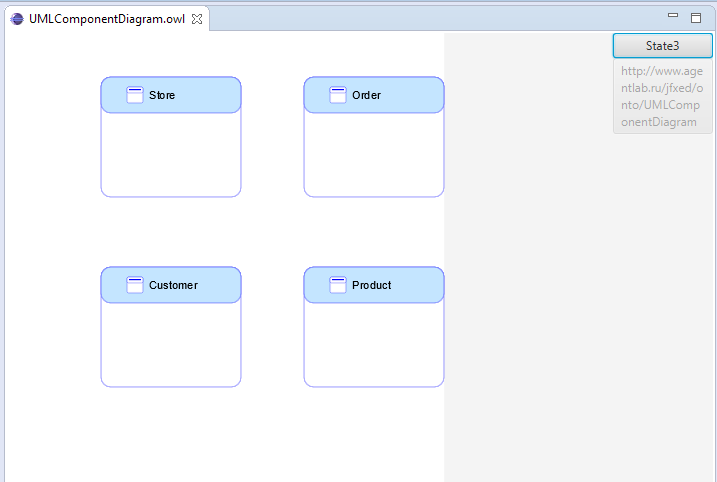 UMLComponentDiagram.owl
State3
http://www.age
ntlab.ru/jfxed/o
nto/UMLComp
onentDiagram
Store
Order
Customer
Product